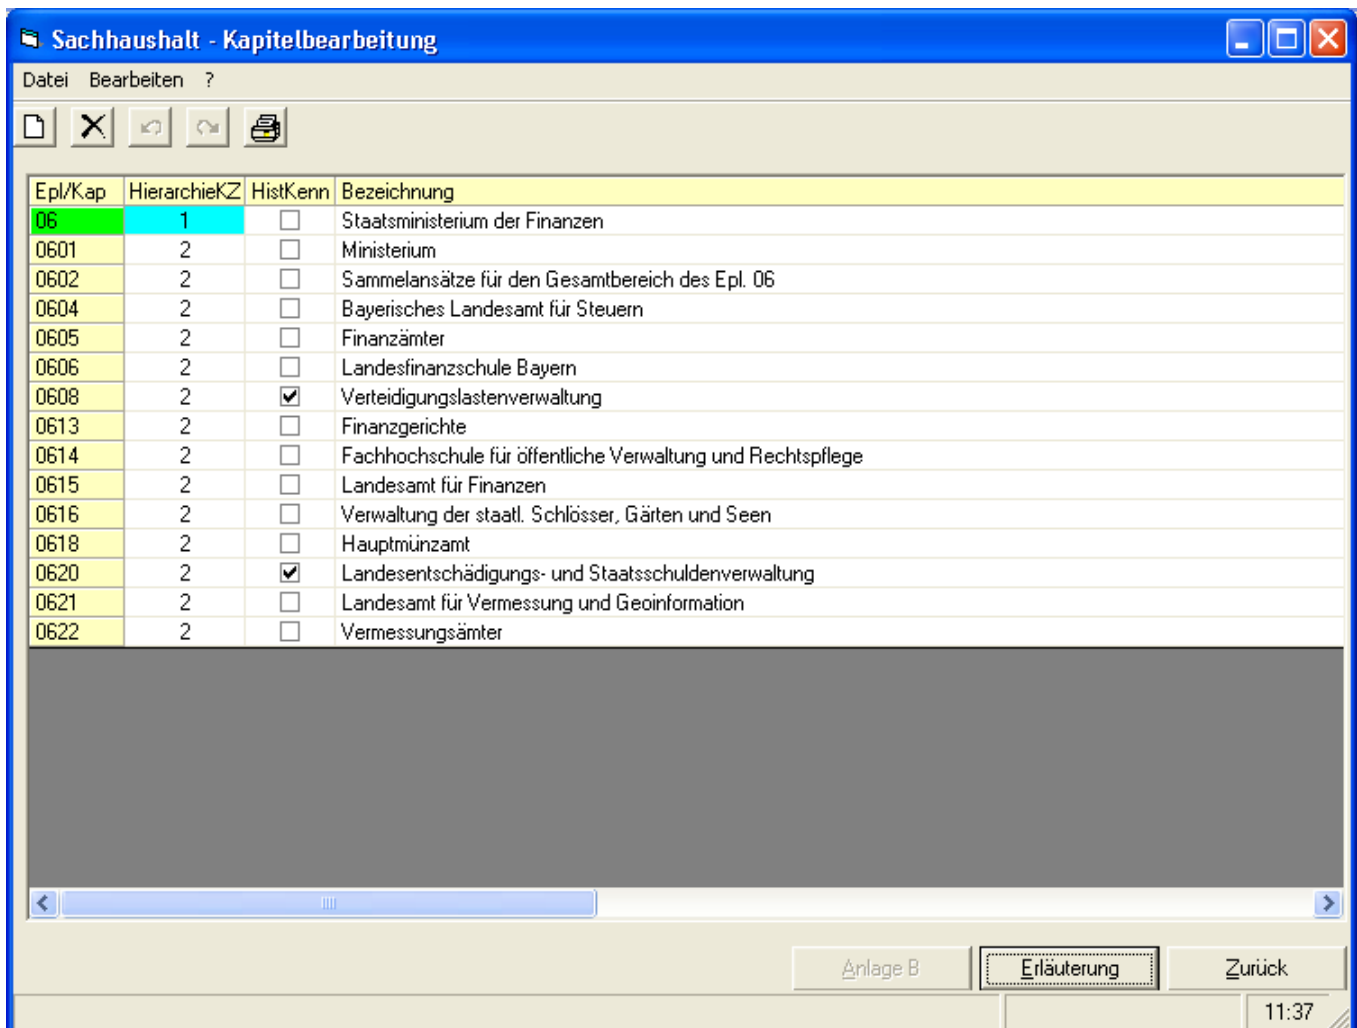 Sachhaushalt - Kapitelbearbeitung
Datei Bearbeiten ?
Epl/Kap HierarchieKZ HistKenn Bezeichnung
06 1 Staatsministerium der Finanzen
0601 2 Ministerium
0602 2 Sammelansätze für den Gesamtbereich des Epl. 06
0604 2 Bayerisches Landesamt für Steuern
0605 2 Finanzämter
0606 2 Landesfinanzschule Bayern
0608 2 Verteidigungslastenverwaltung
0613 2 Finanzgerichte
0614 2 Fachhochschule für öffentliche Verwaltung und Rechtspflege
0615 2 Landesamt für Finanzen
0616 2 Verwaltung der staatl. Schlösser, Gärten und Seen
0618 2 Hauptmünzamt
0620 2 Landesentschädigungs- und Staatsschuldenverwaltung
0621 2 Landesamt für Vermessung und Geoinformation
0622 2 Vermessungsämter
Anlage B Erläuterung Zurück
11:37